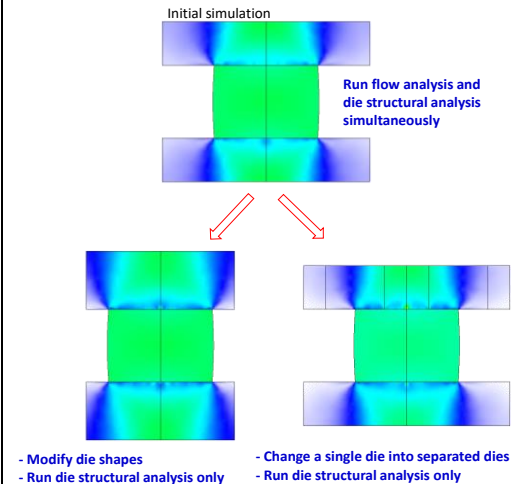 Initial simulation
Run flow analysis and
die structural analysis
simultaneously
- Modify die shapes
- Run die structural analysis only
- Change a single die into separated dies
- Run die structural analysis only